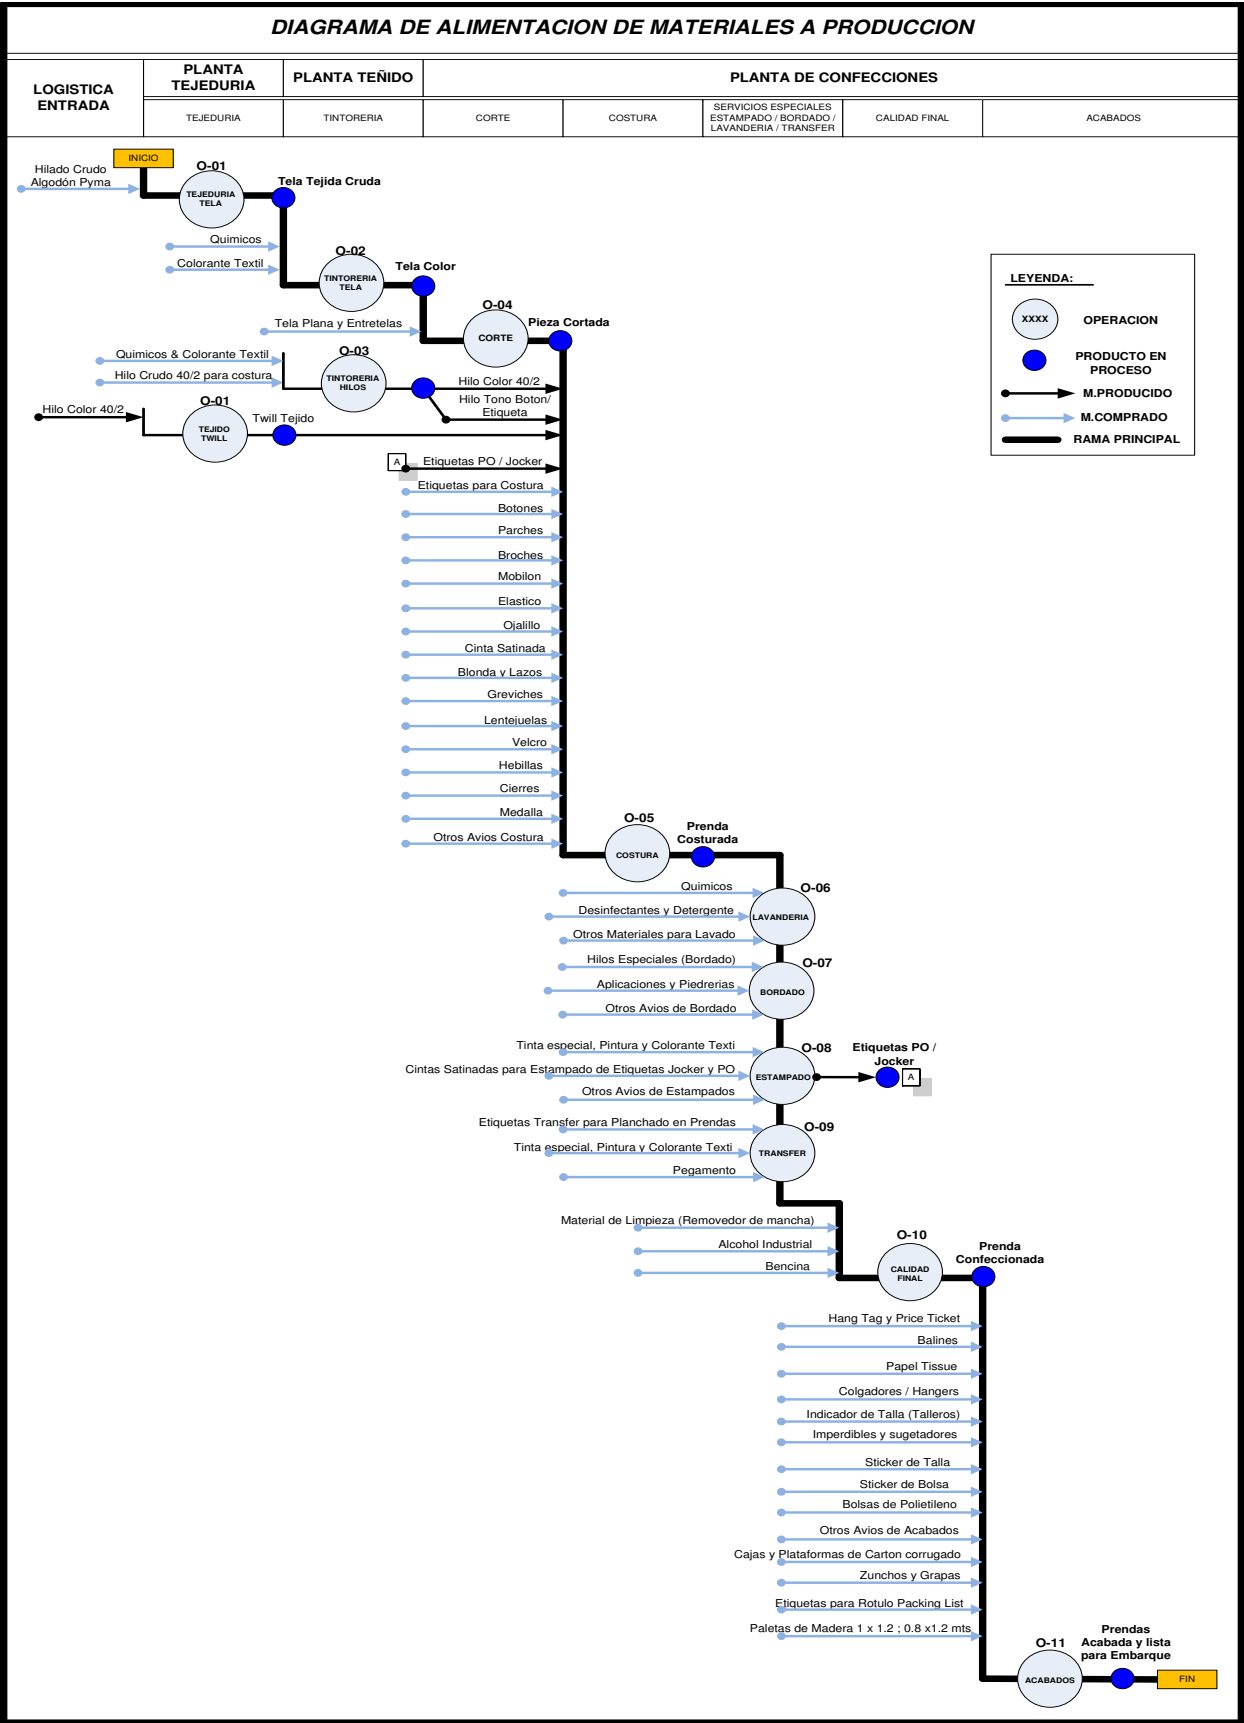 DIAGRAMA DE ALIMENTACION DE MATERIALES A PRODUCCION
LOGISTICA
ENTRADA
PLANTA
TEJEDURIA
PLANTA TEÑIDO
PLANTA DE CONFECCIONES
TEJEDURIA
TINTORERIA
CORTE
COSTURA
SERVICIOS ESPECIALES
ESTAMPADO / BORDADO /
LAVANDERIA / TRANSFER
CALIDAD FINAL
ACABADOS
INICIO
Hilado Crudo
Algodón Pyma
O-01
TEJEDURIA
TELA
Tela Tejida Cruda
Quimicos
Colorante Textil
O-02
TINTORERIA
TELA
Tela Color
Tela Plana y Entretelas
O-04
CORTE
Pieza Cortada
LEYENDA:
XXXX
OPERACION
PRODUCTO EN
PROCESO
M.PRODUCIDO
M.COMPRADO
RAMA PRINCIPAL
Quimicos & Colorante Textil
Hilo Crudo 40/2 para costura
O-03
TINTORERIA
HILOS
Hilo Color 40/2
Hilo Tono Boton/
Etiqueta
Hilo Color 40/2
O-01
TEJIDO
TWILL
Twill Tejido
A
Etiquetas PO / Jocker
Etiquetas para Costura
Botones
Parches
Broches
Mobilon
Elastico
Ojalillo
Cinta Satinada
Blonda y Lazos
Greviches
Lentejuelas
Velcro
Hebillas
Cierres
Medalla
Otros Avios Costura
O-05
COSTURA
Prenda
Costurada
Quimicos
Desinfectantes y Detergente
Otros Materiales para Lavado
O-06
LAVANDERIA
Hilos Especiales (Bordado)
Aplicaciones y Piedrerias
Otros Avios de Bordado
O-07
BORDADO
Tinta especial, Pintura y Colorante Texti
Cintas Satinadas para Estampado de Etiquetas Jocker y PO
Otros Avios de Estampados
O-08
ESTAMPADO
Etiquetas PO /
Jocker
A
Etiquetas Transfer para Planchado en Prendas
Tinta especial, Pintura y Colorante Texti
Pegamento
O-09
TRANSFER
Material de Limpieza (Removedor de mancha)
Alcohol Industrial
Bencina
O-10
CALIDAD
FINAL
Prenda
Confeccionada
Hang Tag y Price Ticket
Balines
Papel Tissue
Colgadores / Hangers
Indicador de Talla (Talleros)
Imperdibles y sugetadores
Sticker de Talla
Sticker de Bolsa
Bolsas de Polietileno
Otros Avios de Acabados
Cajas y Plataformas de Carton corrugado
Zunchos y Grapas
Etiquetas para Rotulo Packing List
Paletas de Madera 1 x 1.2 ; 0.8 x1.2 mts
O-11
ACABADOS
Prendas
Acabada y lista
para Embarque
FIN